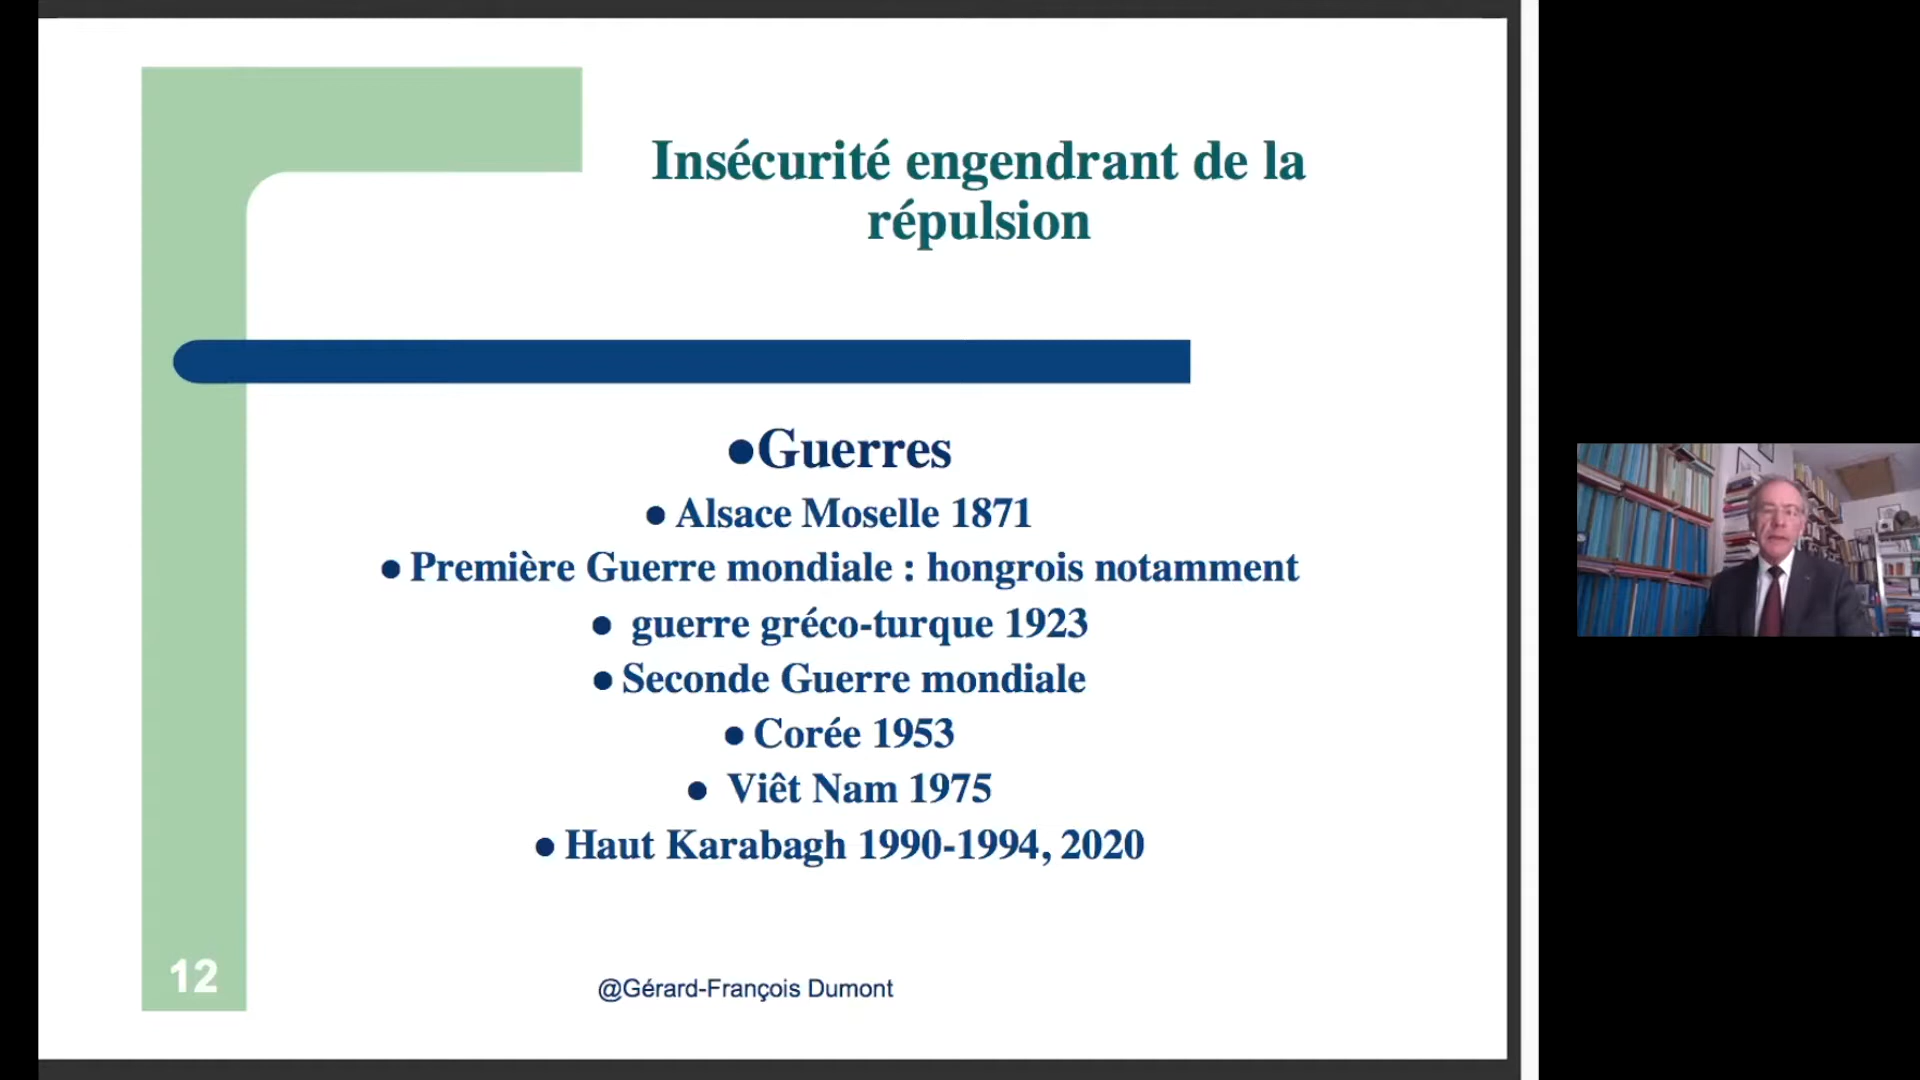 Insécurité engendrant de la
répulsion
●Guerres
● Alsace Moselle 1871
● Première Guerre mondiale : hongrois notamment
● guerre gréco-turque 1923
● Seconde Guerre mondiale
● Corée 1953
● Viêt Nam 1975
● Haut Karabagh 1990-1994, 2020
12
@Gérard-François Dumont